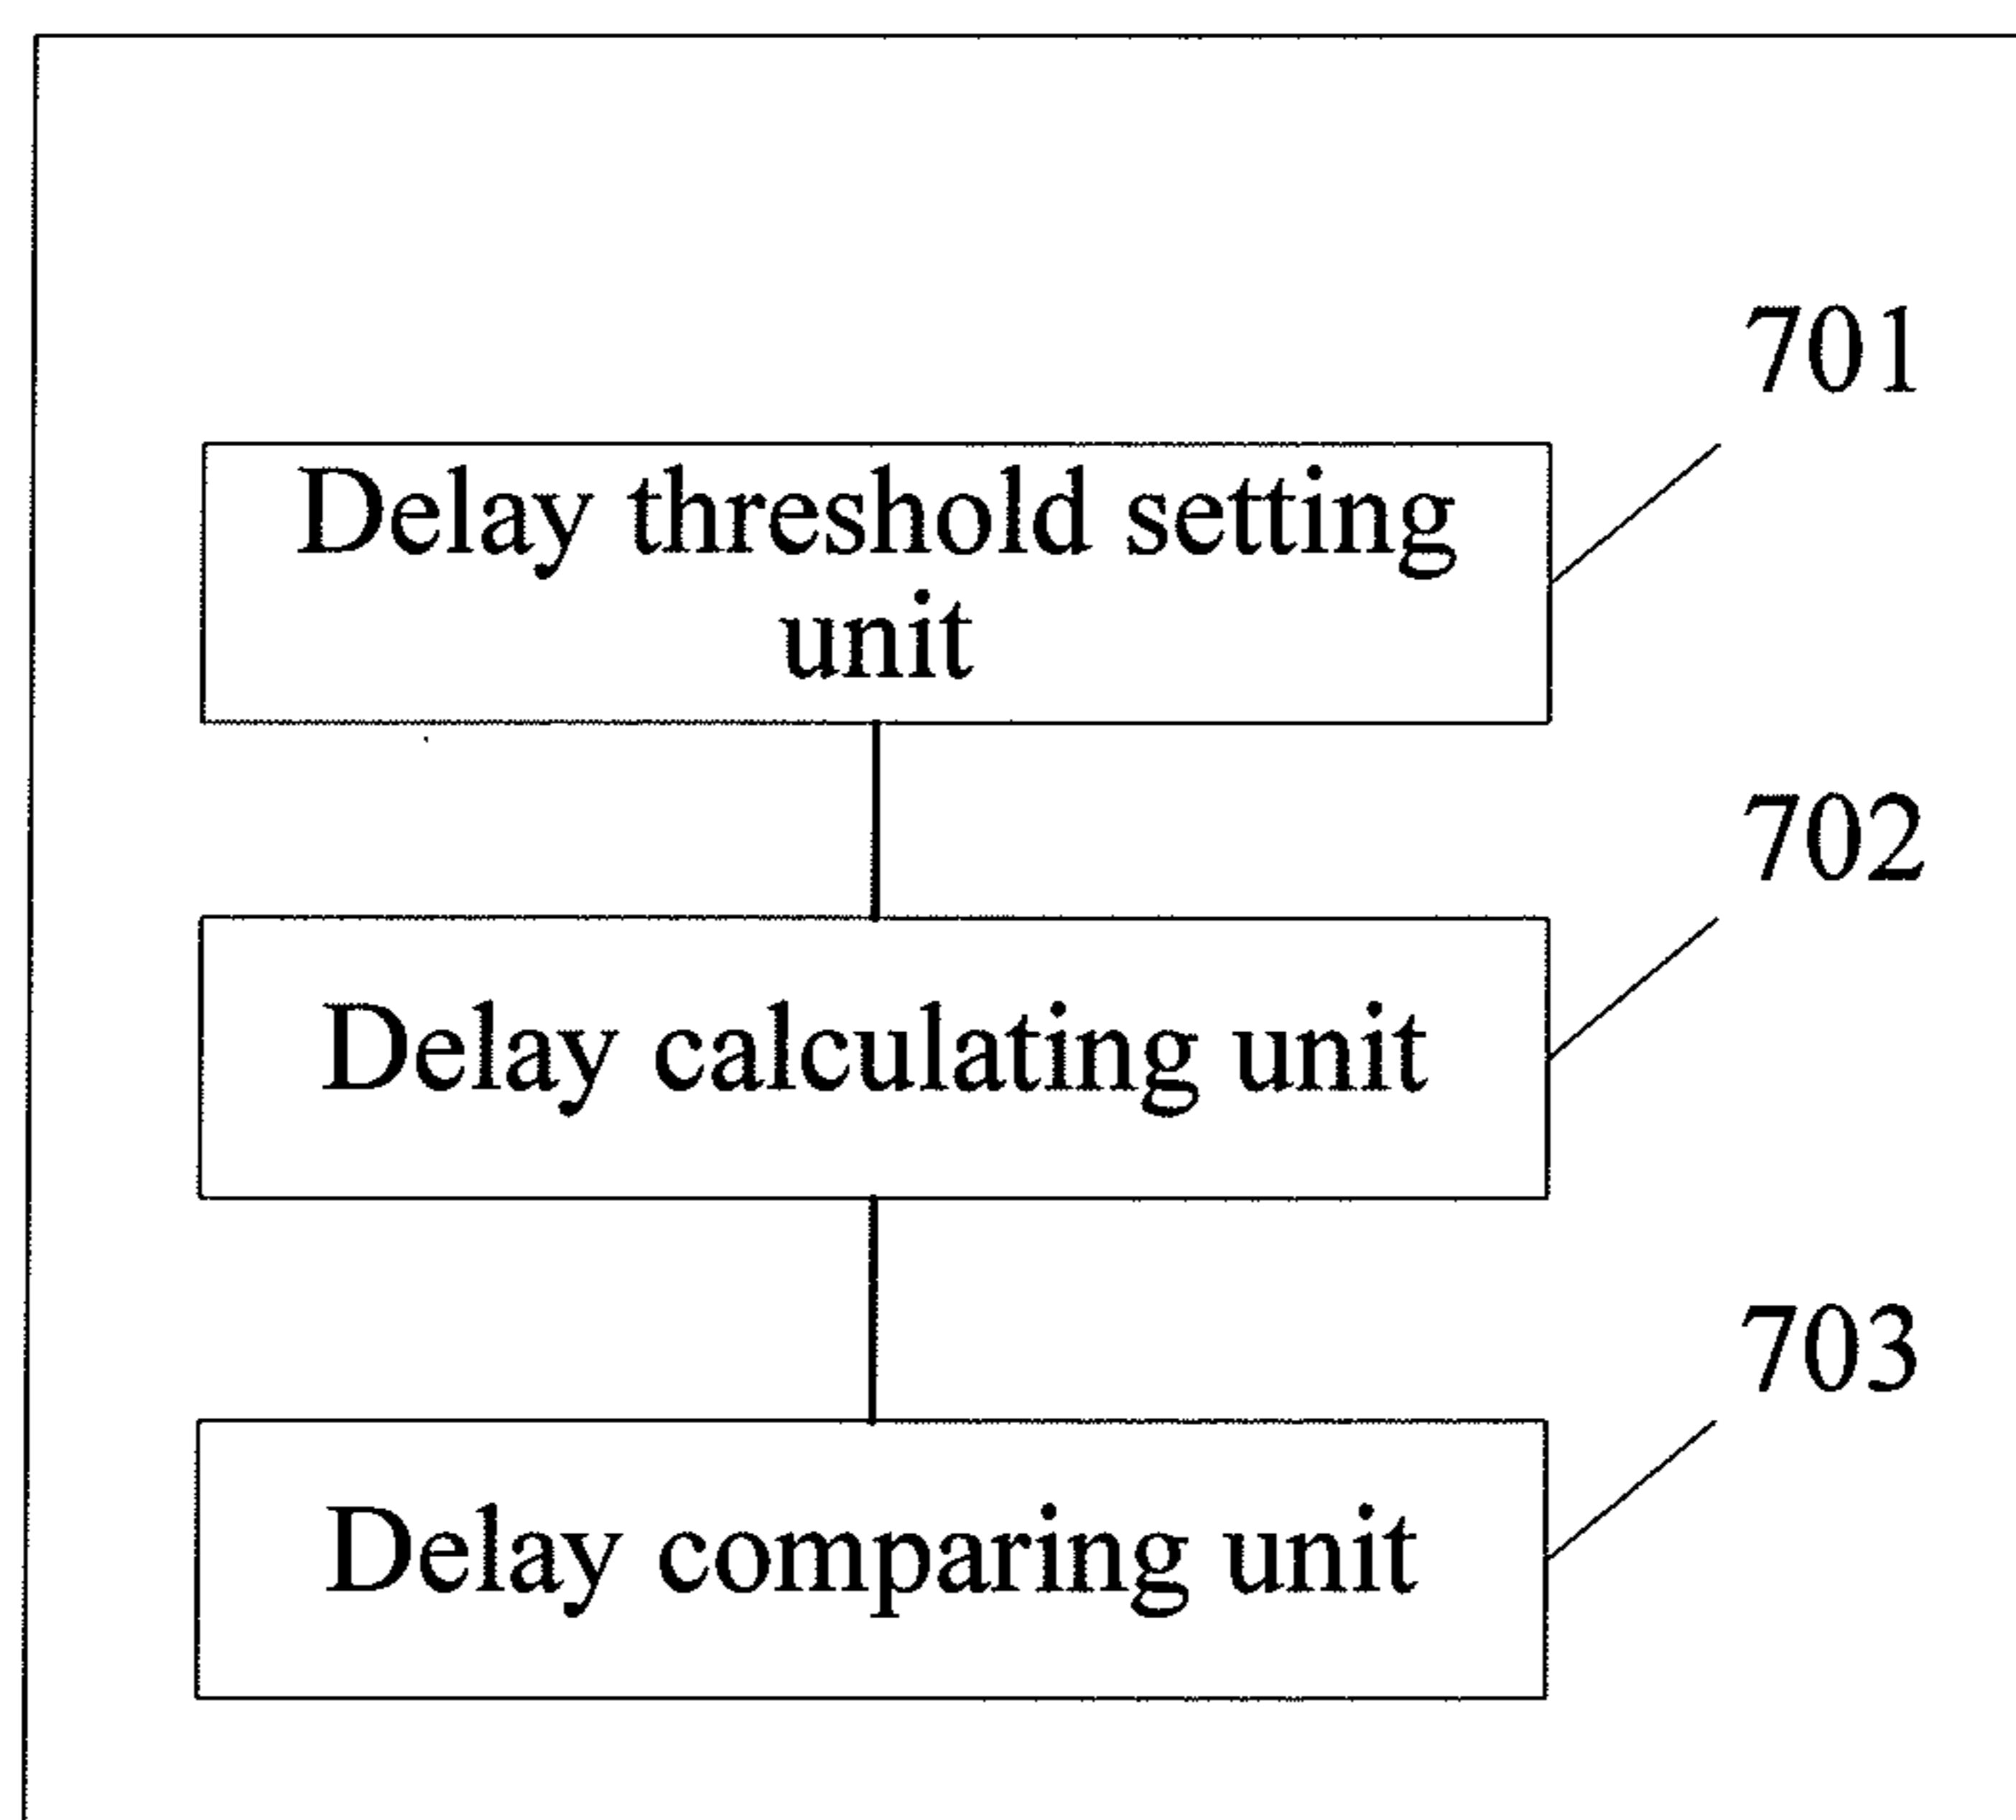 701
Delay threshold setting
unit
702
Delay calculating unit
703
Delay comparing unit